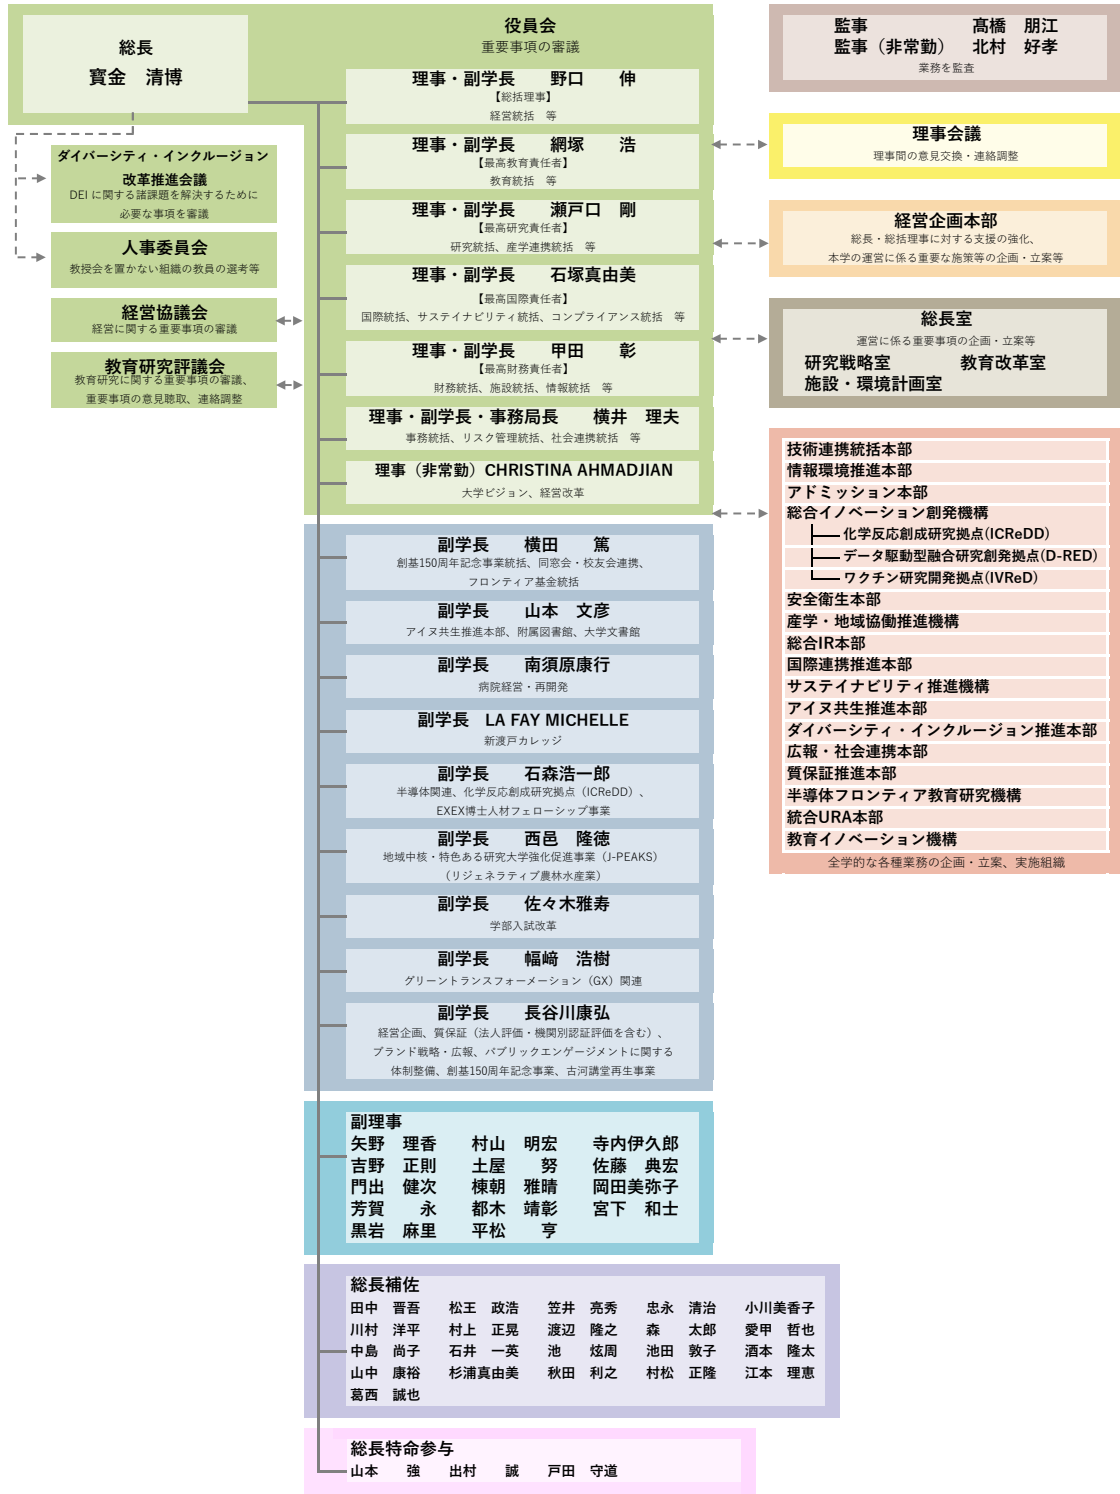 総長
寳金　清博
役員会
重要事項の審議
理事・副学長　　野口　　伸
【総括理事】
経営統括　等
理事・副学長　　網塚　　浩
【最高教育責任者】
教育統括　等
理事・副学長　　瀬戸口　剛
【最高研究責任者】
研究統括、産学連携統括　等
理事・副学長　　石塚真由美
【最高国際責任者】
国際統括、サステイナビリティ統括、コンプライアンス統括　等
理事・副学長　　甲田　　彰
【最高財務責任者】
財務統括、施設統括、情報統括　等
理事・副学長・事務局長　　横井　理夫
事務統括、リスク管理統括、社会連携統括　等
理事（非常勤）CHRISTINA AHMADJIAN
大学ビジョン、経営改革
ダイバーシティ・インクルージョン
改革推進会議
DEI に関する諸課題を解決するために
必要な事項を審議
人事委員会
教授会を置かない組織の教員の選考等
経営協議会
経営に関する重要事項の審議
教育研究評議会
教育研究に関する重要事項の審議、
重要事項の意見聴取、連絡調整
副学長　　横田　　篤
創基150周年記念事業統括、同窓会・校友会連携、
フロンティア基金統括
副学長　　山本　文彦
アイヌ共生推進本部、附属図書館、大学文書館
副学長　　南須原康行
病院経営・再開発
副学長　LA FAY MICHELLE
新渡戸カレッジ
副学長　　石森浩一郎
半導体関連、化学反応創成研究拠点（ICReDD）、
EXEX博士人材フェローシップ事業
副学長　　西邑　隆徳
地域中核・特色ある研究大学強化促進事業（J-PEAKS）
（リジェネラティブ農林水産業）
副学長　　佐々木雅寿
学部入試改革
副学長　　幅﨑　浩樹
グリーントランスフォーメーション（GX）関連
副学長　　長谷川康弘
経営企画、質保証（法人評価・機関別認証評価を含む）、
ブランド戦略・広報、パブリックエンゲージメントに関する
体制整備、創基150周年記念事業、古河講堂再生事業
副理事
矢野　理香　　村山　明宏　　寺内伊久郎
吉野　正則　　土屋　　努　　佐藤　典宏
門出　健次　　棟朝　雅晴　　岡田美弥子
芳賀　　永　　都木　靖彰　　宮下　和士
黒岩　麻里　　平松　　亨
総長補佐
田中　晋吾　　松王　政浩　　笠井　亮秀　　忠永　清治　　小川美香子
川村　洋平　　村上　正晃　　渡辺　隆之　　森　　太郎　　愛甲　哲也
中島　尚子　　石井　一英　　池　　炫周　　池田　敦子　　酒本　隆太
山中　康裕　　杉浦真由美　　秋田　利之　　村松　正隆　　江本　理恵
葛西　誠也
総長特命参与
山本　　強　　出村　　誠　　戸田　守道
監事　　　　　　髙橋　朋江
監事（非常勤）　北村　好孝
業務を監査
理事会議
理事間の意見交換・連絡調整
経営企画本部
総長・総括理事に対する支援の強化、
本学の運営に係る重要な施策等の企画・立案等
総長室
運営に係る重要事項の企画・立案等
研究戦略室　　　教育改革室
施設・環境計画室
技術連携統括本部
情報環境推進本部
アドミッション本部
総合イノベーション創発機構
化学反応創成研究拠点(ICReDD)
データ駆動型融合研究創発拠点(D-RED)
ワクチン研究開発拠点(IVReD)
安全衛生本部
産学・地域協働推進機構
総合IR本部
国際連携推進本部
サステイナビリティ推進機構
アイヌ共生推進本部
ダイバーシティ・インクルージョン推進本部
広報・社会連携本部
質保証推進本部
半導体フロンティア教育研究機構
統合URA本部
教育イノベーション機構
全学的な各種業務の企画・立案、実施組織